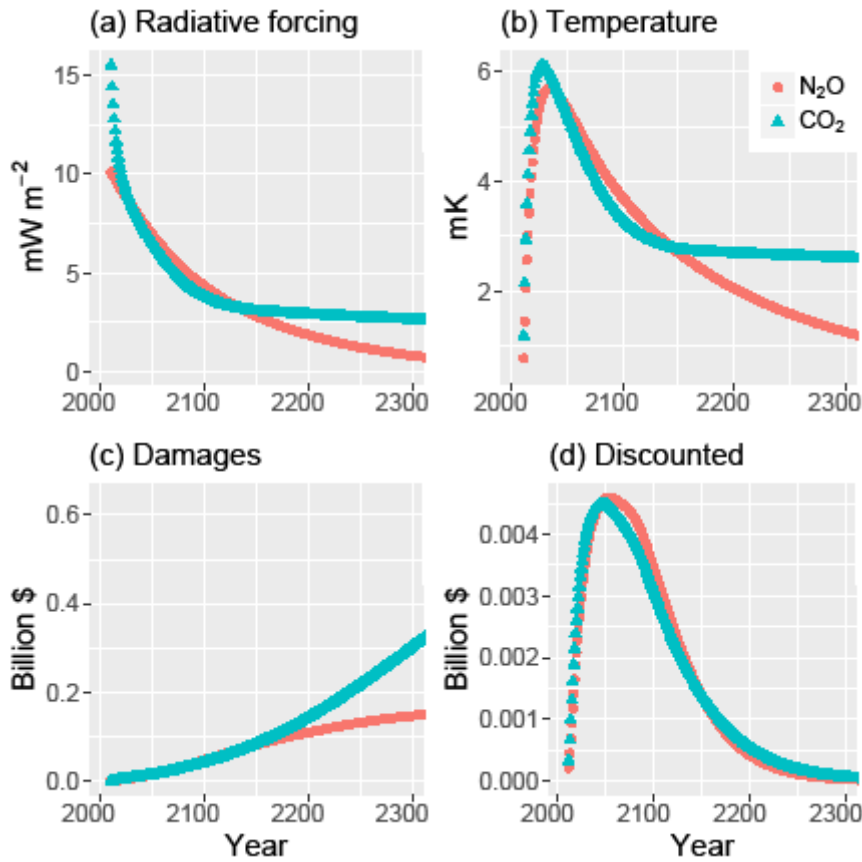 (a) Radiative forcing
15
10
5
0
mW m⁻²
2000 2100 2200 2300
(b) Temperature
6
4
2
mK
N₂O
CO₂
2000 2100 2200 2300
(c) Damages
0.6
0.4
0.2
0.0
Billion $
2000 2100 2200 2300
Year
(d) Discounted
0.004
0.003
0.002
0.001
0.000
Billion $
2000 2100 2200 2300
Year